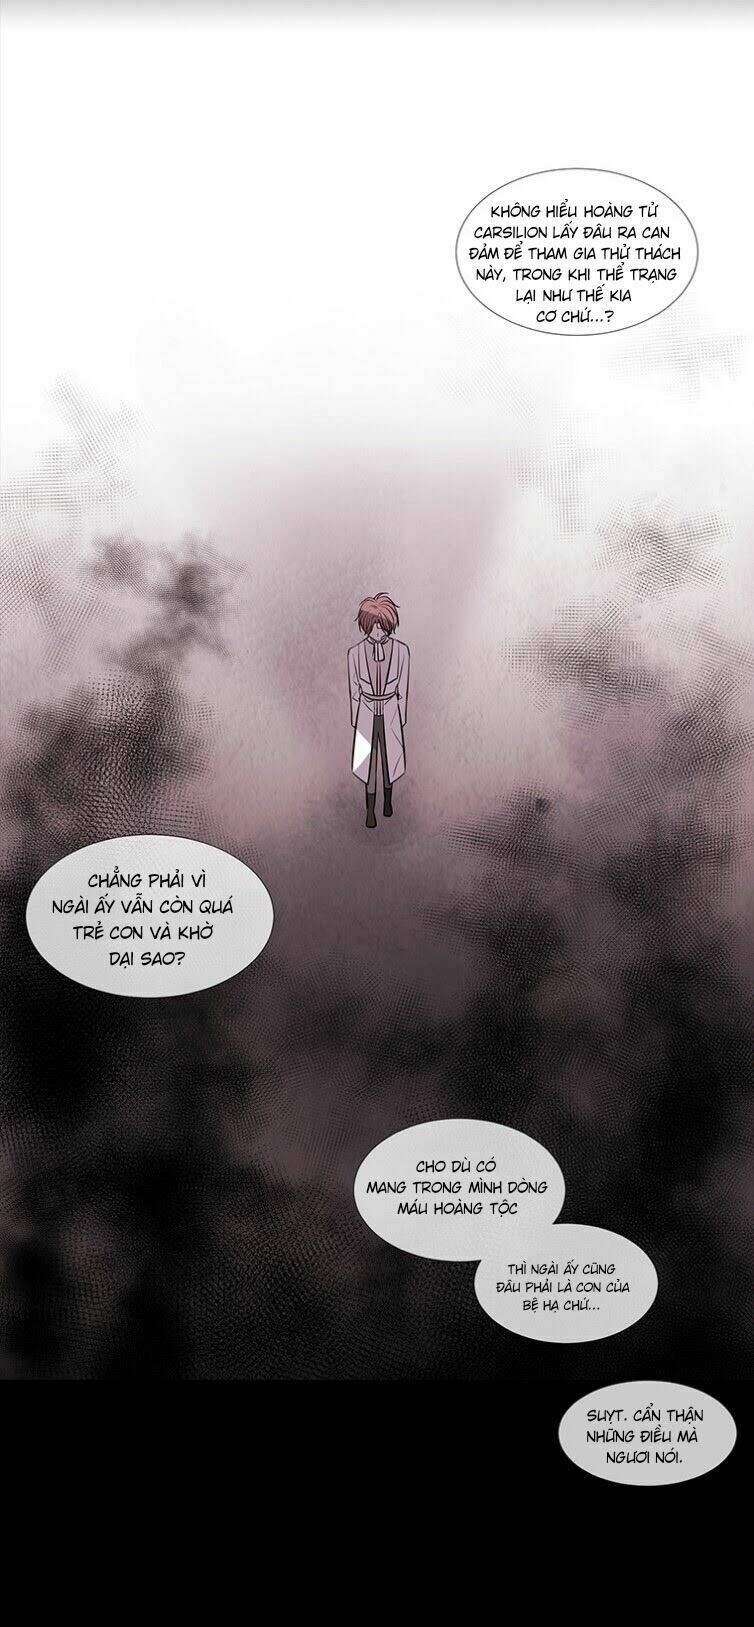 KHÔNG HIỂU HOÀNG TỬ
CARSILION LẤY ĐÂU RA CAN
ĐẢM ĐỂ THAM GIA THỬ THÁCH
NÀY, TRONG KHI THỂ TRẠNG
LẠI NHƯ THẾ KIA
CƠ CHỨ...?
CHẲNG PHẢI VÌ
NGÀI ẤY VẪN CÒN QUÁ
TRẺ CON VÀ KHỜ
DẠI SAO?
CHO DÙ CÓ
MANG TRONG MÌNH DÒNG
MÁU HOÀNG TỘC
THÌ NGÀI ẤY CŨNG
ĐÂU PHẢI LÀ CON CỦA
BỆ HẠ CHỨ...
SUỴT. CẨN THẬN
NHỮNG ĐIỀU MÀ
NGƯƠI NÓI.